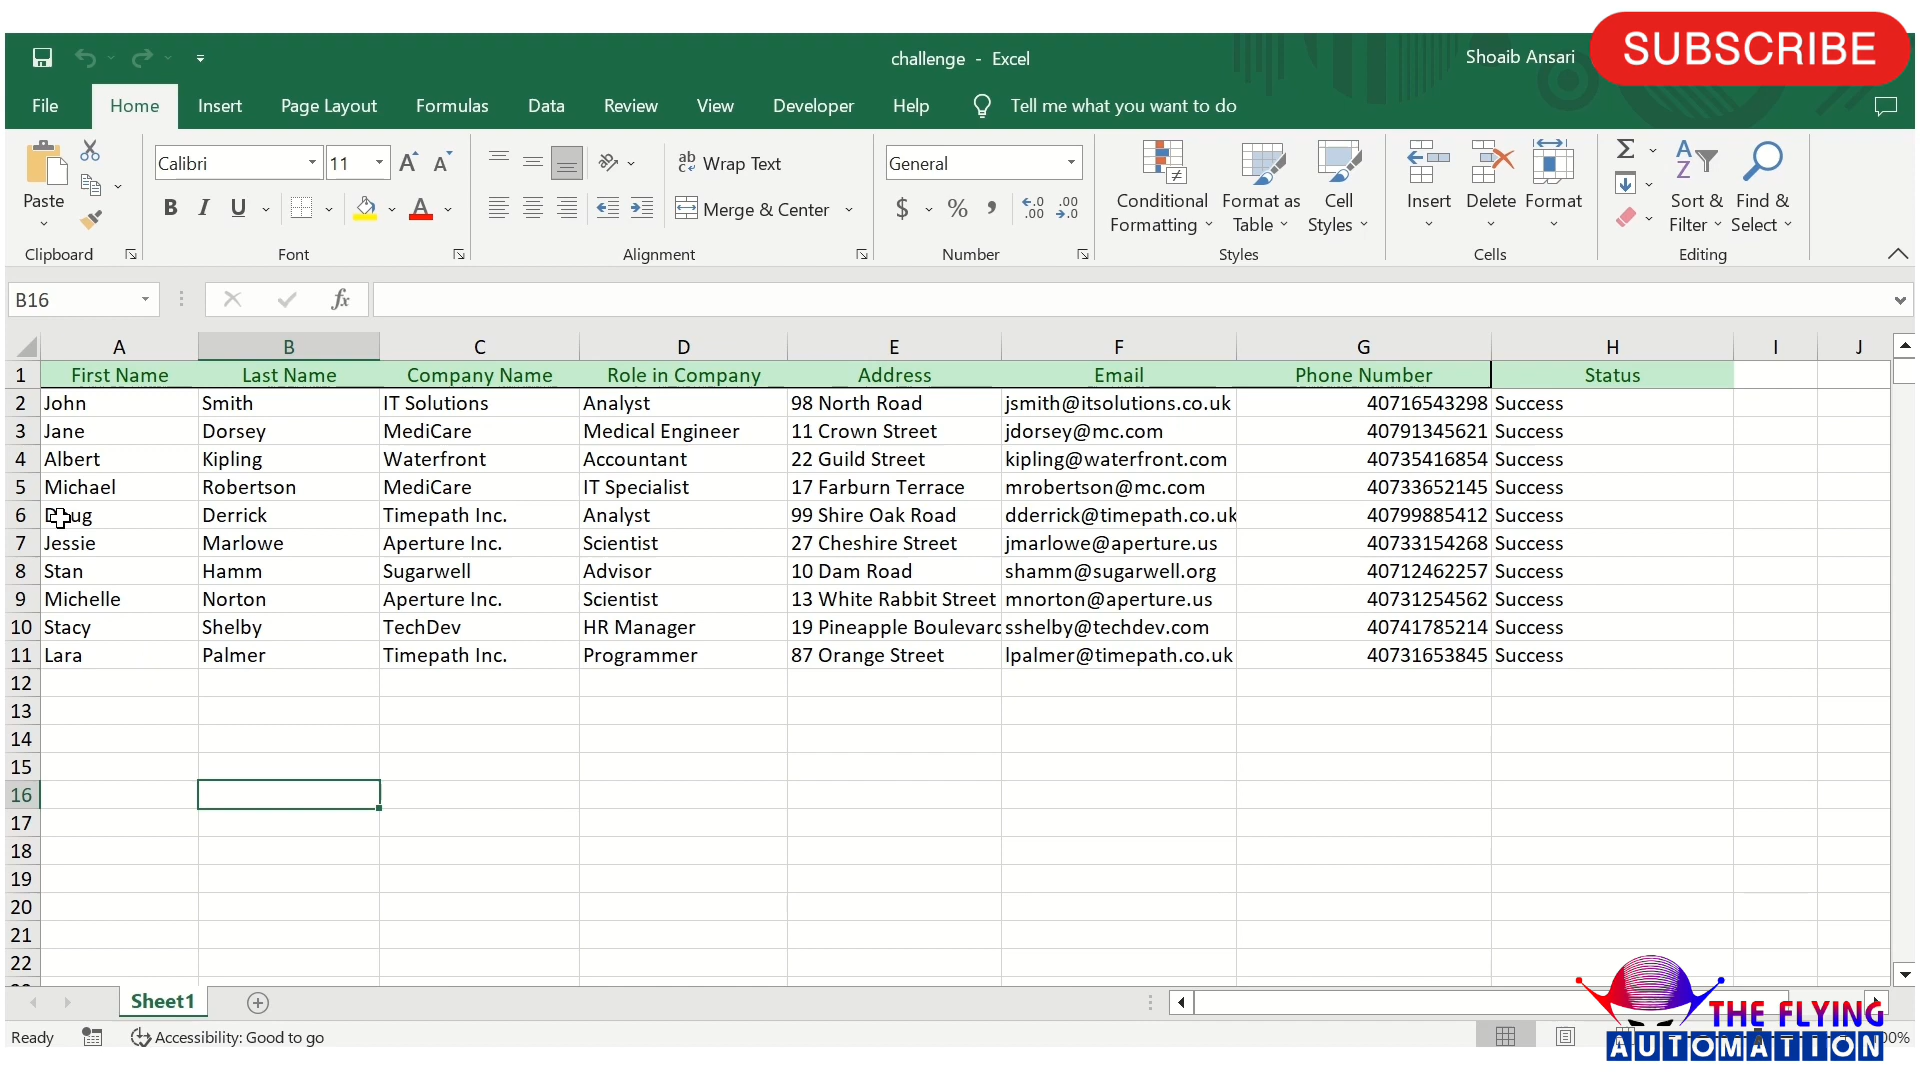 challenge - Excel
Shoaib Ansari
SUBSCRIBE
File Home Insert Page Layout Formulas Data Review View Developer Help Tell me what you want to do
Calibri 11 ab Wrap Text General
Paste B I U Merge & Center $ % , Conditional Formatting Format as Table Cell Styles Insert Delete Format Sort & Filter Find & Select
Clipboard Font Alignment Number Styles Cells Editing
B16 fx
A B C D E F G H I J
1 First Name Last Name Company Name Role in Company Address Email Phone Number Status
2 John Smith IT Solutions Analyst 98 North Road jsmith@itsolutions.co.uk 40716543298 Success
3 Jane Dorsey MediCare Medical Engineer 11 Crown Street jdorsey@mc.com 40791345621 Success
4 Albert Kipling Waterfront Accountant 22 Guild Street kipling@waterfront.com 40735416854 Success
5 Michael Robertson MediCare IT Specialist 17 Farburn Terrace mrobertson@mc.com 40733652145 Success
6 Doug Derrick Timepath Inc. Analyst 99 Shire Oak Road dderrick@timepath.co.uk 40799885412 Success
7 Jessie Marlowe Aperture Inc. Scientist 27 Cheshire Street jmarlowe@aperture.us 40733154268 Success
8 Stan Hamm Sugarwell Advisor 10 Dam Road shamm@sugarwell.org 40712462257 Success
9 Michelle Norton Aperture Inc. Scientist 13 White Rabbit Street mnorton@aperture.us 40731254562 Success
10 Stacy Shelby TechDev HR Manager 19 Pineapple Boulevard sshelby@techdev.com 40741785214 Success
11 Lara Palmer Timepath Inc. Programmer 87 Orange Street lpalmer@timepath.co.uk 40731653845 Success
12
13
14
15
16
17
18
19
20
21
22
Sheet1
Ready Accessibility: Good to go
THE FLYING
AUTOMATION